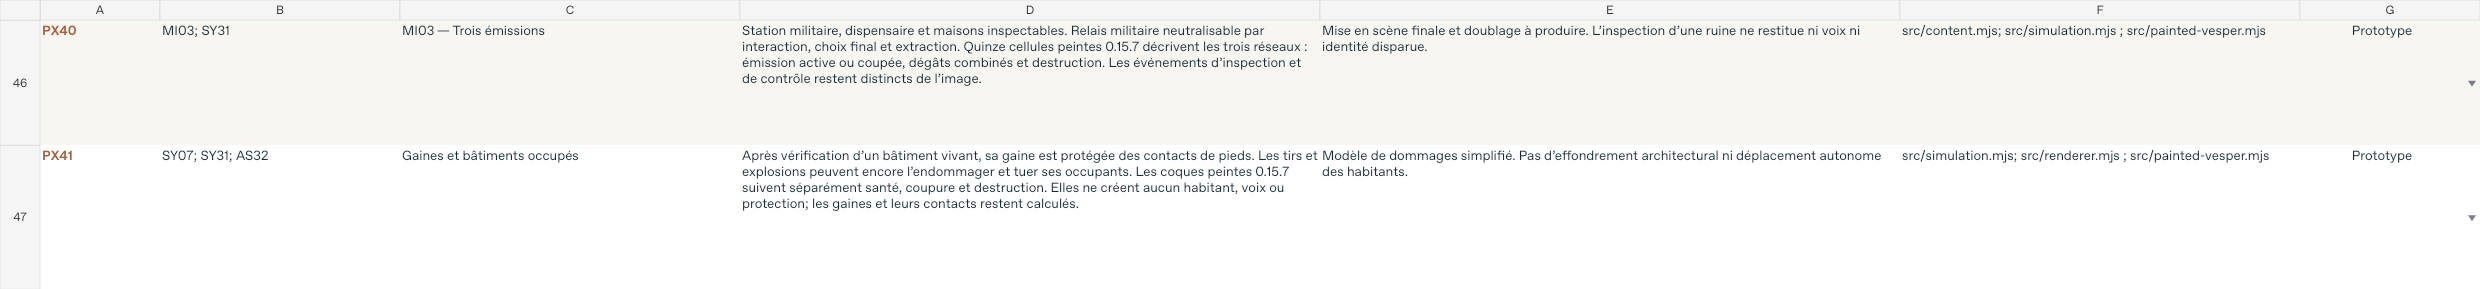 A B C D E F G
46 PX40 MI03; SY31 MI03 — Trois émissions Station militaire, dispensaire et maisons inspectables. Relais militaire neutralisable par
interaction, choix final et extraction. Quinze cellules peintes 0.15.7 décrivent les trois réseaux :
émission active ou coupée, dégâts combinés et destruction. Les événements d’inspection et
de contrôle restent distincts de l’image.
Mise en scène finale et doublage à produire. L’inspection d’une ruine ne restitue ni voix ni
identité disparue.
src/content.mjs; src/simulation.mjs ; src/painted-vesper.mjs
Prototype
47 PX41 SY07; SY31; AS32 Gaines et bâtiments occupés Après vérification d’un bâtiment vivant, sa gaine est protégée des contacts de pieds. Les tirs et
explosions peuvent encore l’endommager et tuer ses occupants. Les coques peintes 0.15.7
suivent séparément santé, coupure et destruction. Elles ne créent aucun habitant, voix ou
protection; les gaines et leurs contacts restent calculés.
Modèle de dommages simplifié. Pas d’effondrement architectural ni déplacement autonome
des habitants.
src/simulation.mjs; src/renderer.mjs ; src/painted-vesper.mjs
Prototype